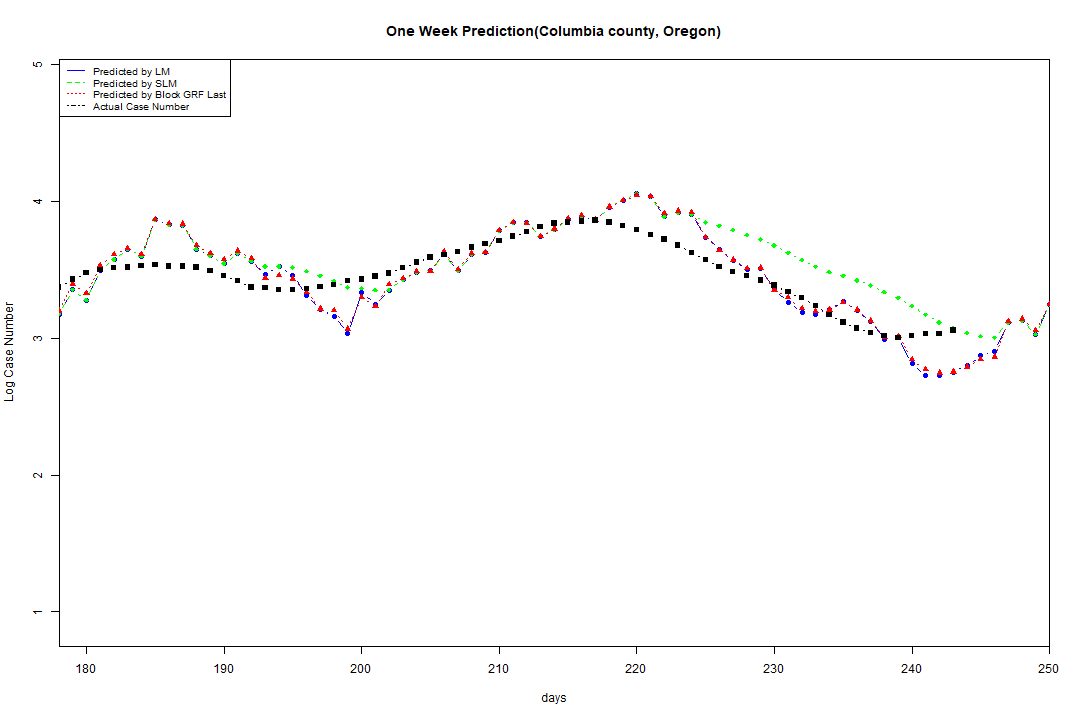 One Week Prediction(Columbia county, Oregon)
Predicted by LM
Predicted by SLM
Predicted by Block GRF Last
Actual Case Number
5
4
3
2
1
Log Case Number
180 190 200 210 220 230 240 250
days